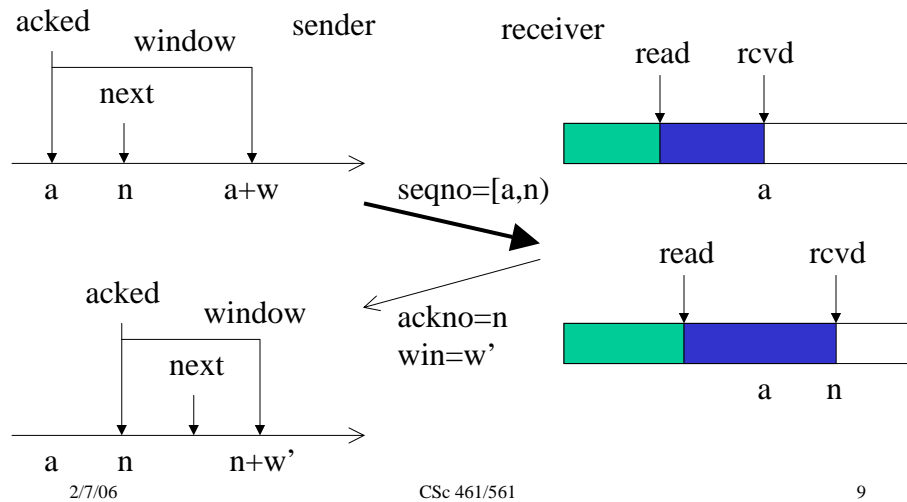 acked
window
sender
receiver
next
read
rcvd
a
n
a+w
seqno=[a,n)
a
acked
window
next
ackno=n
win=w’
read
rcvd
a
n
a
n
n+w’
2/7/06
CSc 461/561
9